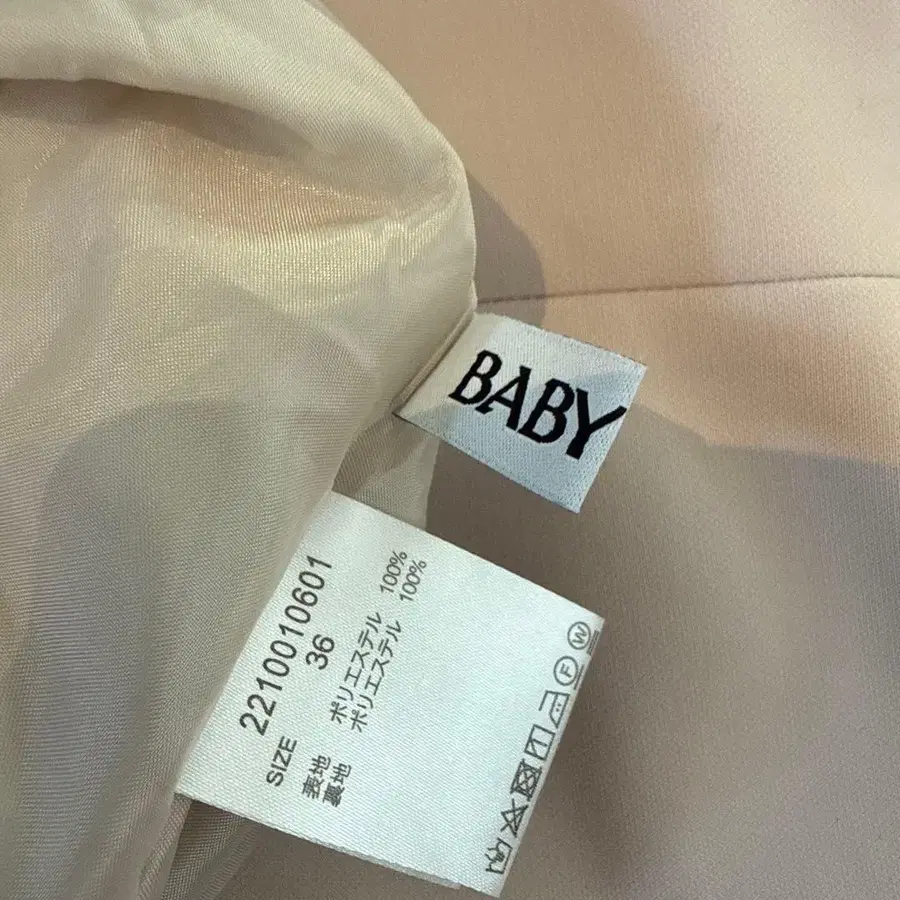 BABY
2210010601
SIZE 36
表地 ポリエステル 100%
裏地 ポリエステル 100%
F W